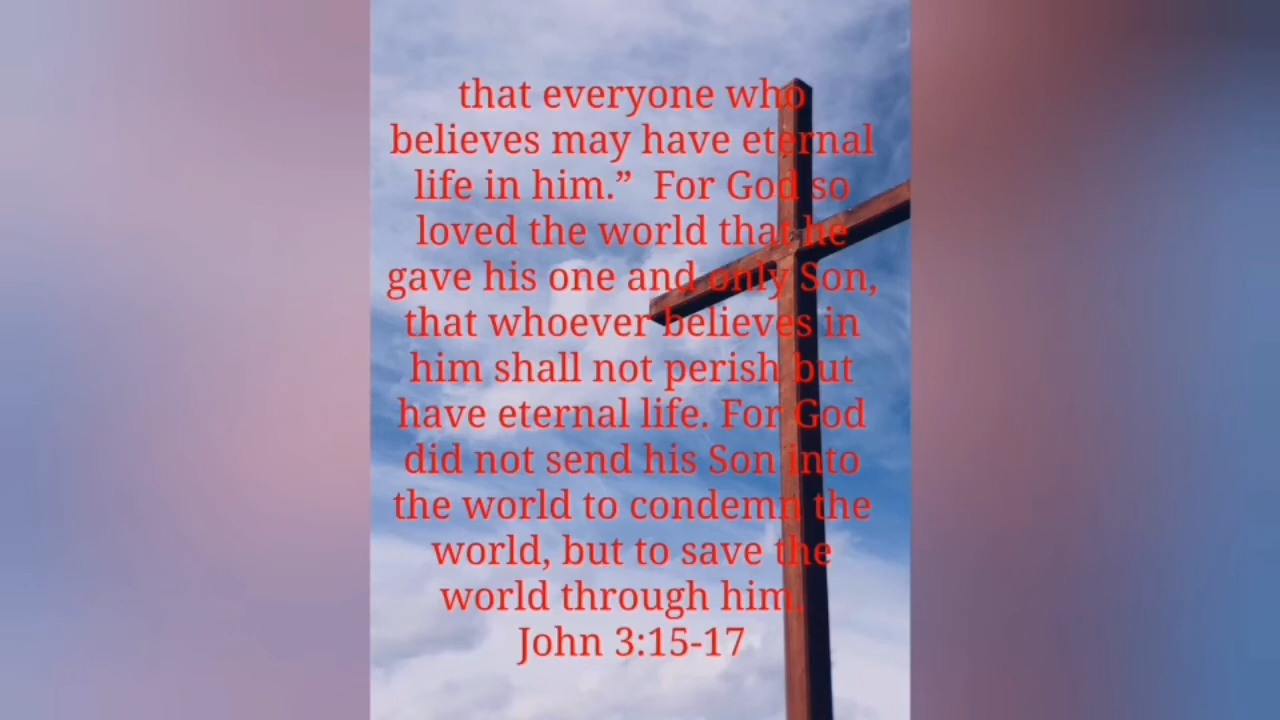 that everyone who
believes may have eternal
life in him.”  For God so
loved the world that he
gave his one and only Son,
that whoever believes in
him shall not perish but
have eternal life. For God
did not send his Son into
the world to condemn the
world, but to save the
world through him.
John 3:15-17